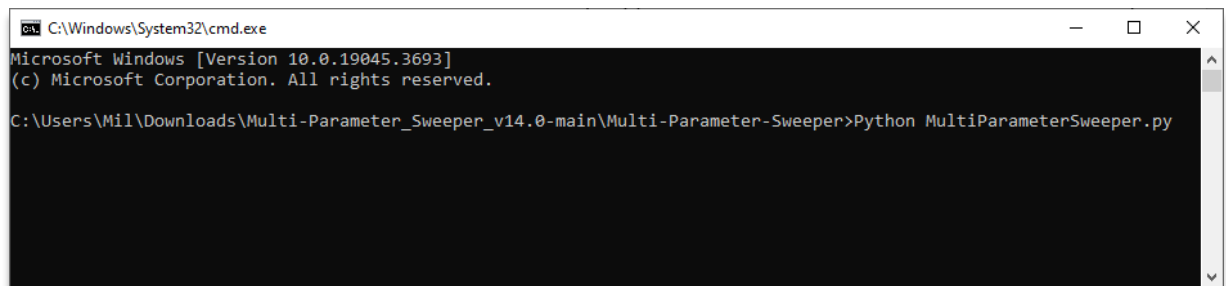 C:\Windows\System32\cmd.exe
Microsoft Windows [Version 10.0.19045.3693]
(c) Microsoft Corporation. All rights reserved.
C:\Users\Mil\Downloads\Multi-Parameter_Sweeper_v14.0-main\Multi-Parameter-Sweeper>Python MultiParameterSweeper.py